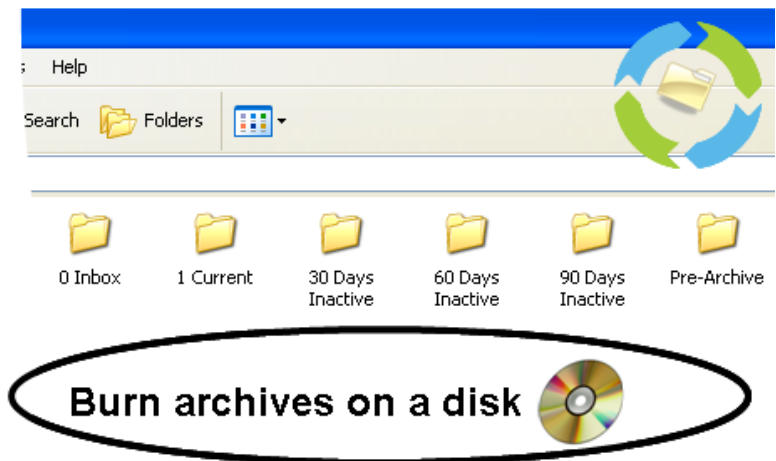 Help
Search Folders
0 Inbox 1 Current 30 Days 60 Days 90 Days Pre-Archive
Inactive Inactive Inactive
Burn archives on a disk